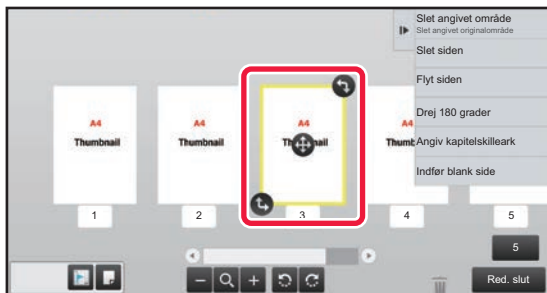 Slet angivet område
Slet angivet originalområde
Slet siden
Flyt siden
Drej 180 grader
Angiv kapitelskilleark
Indfør blank side
A4
Thumbnail
A4
Thumbnail
A4
A4
1
2
3
4
5
5
Red. slut